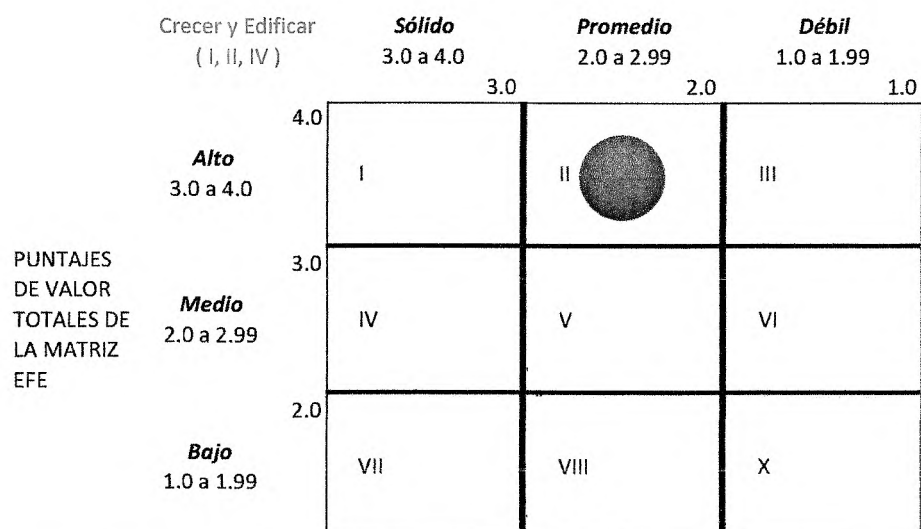 Crecer y Edificar
( I, II, IV )
Sólido
3.0 a 4.0
Promedio
2.0 a 2.99
Débil
1.0 a 1.99
3.0
2.0
1.0
4.0
Alto
3.0 a 4.0
I
II
III
PUNTAJES
DE VALOR
TOTALES DE
LA MATRIZ
EFE
3.0
Medio
2.0 a 2.99
IV
V
VI
2.0
Bajo
1.0 a 1.99
VII
VIII
X